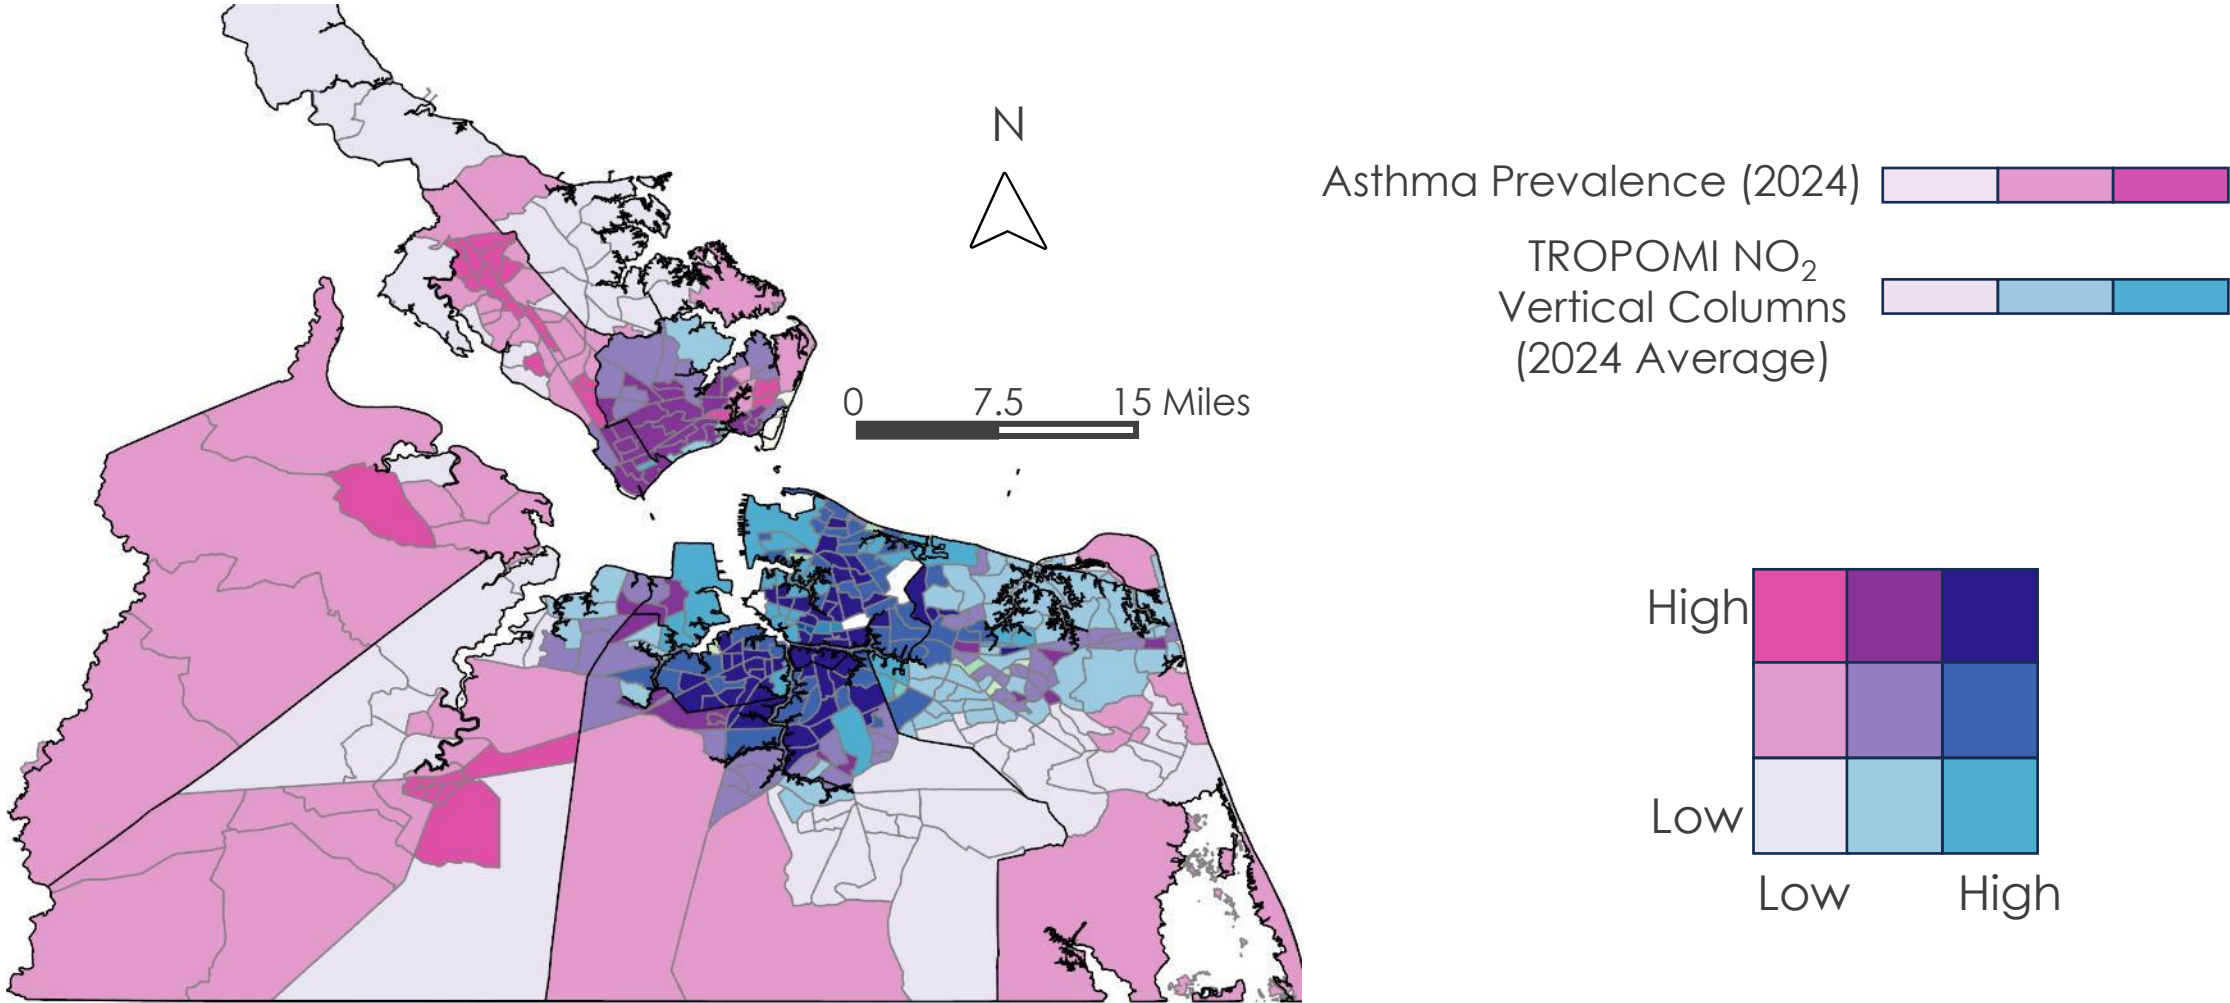 N
0 7.5 15 Miles
Asthma Prevalence (2024)
TROPOMI NO₂
Vertical Columns
(2024 Average)
High
Low
Low High